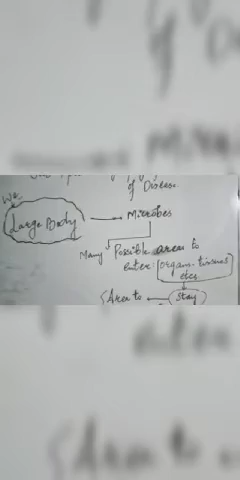 of Disease.
We
Large Body → Microbes
Many Possible areas to
enter: organs, tissues
etc.
Area to ← Stay